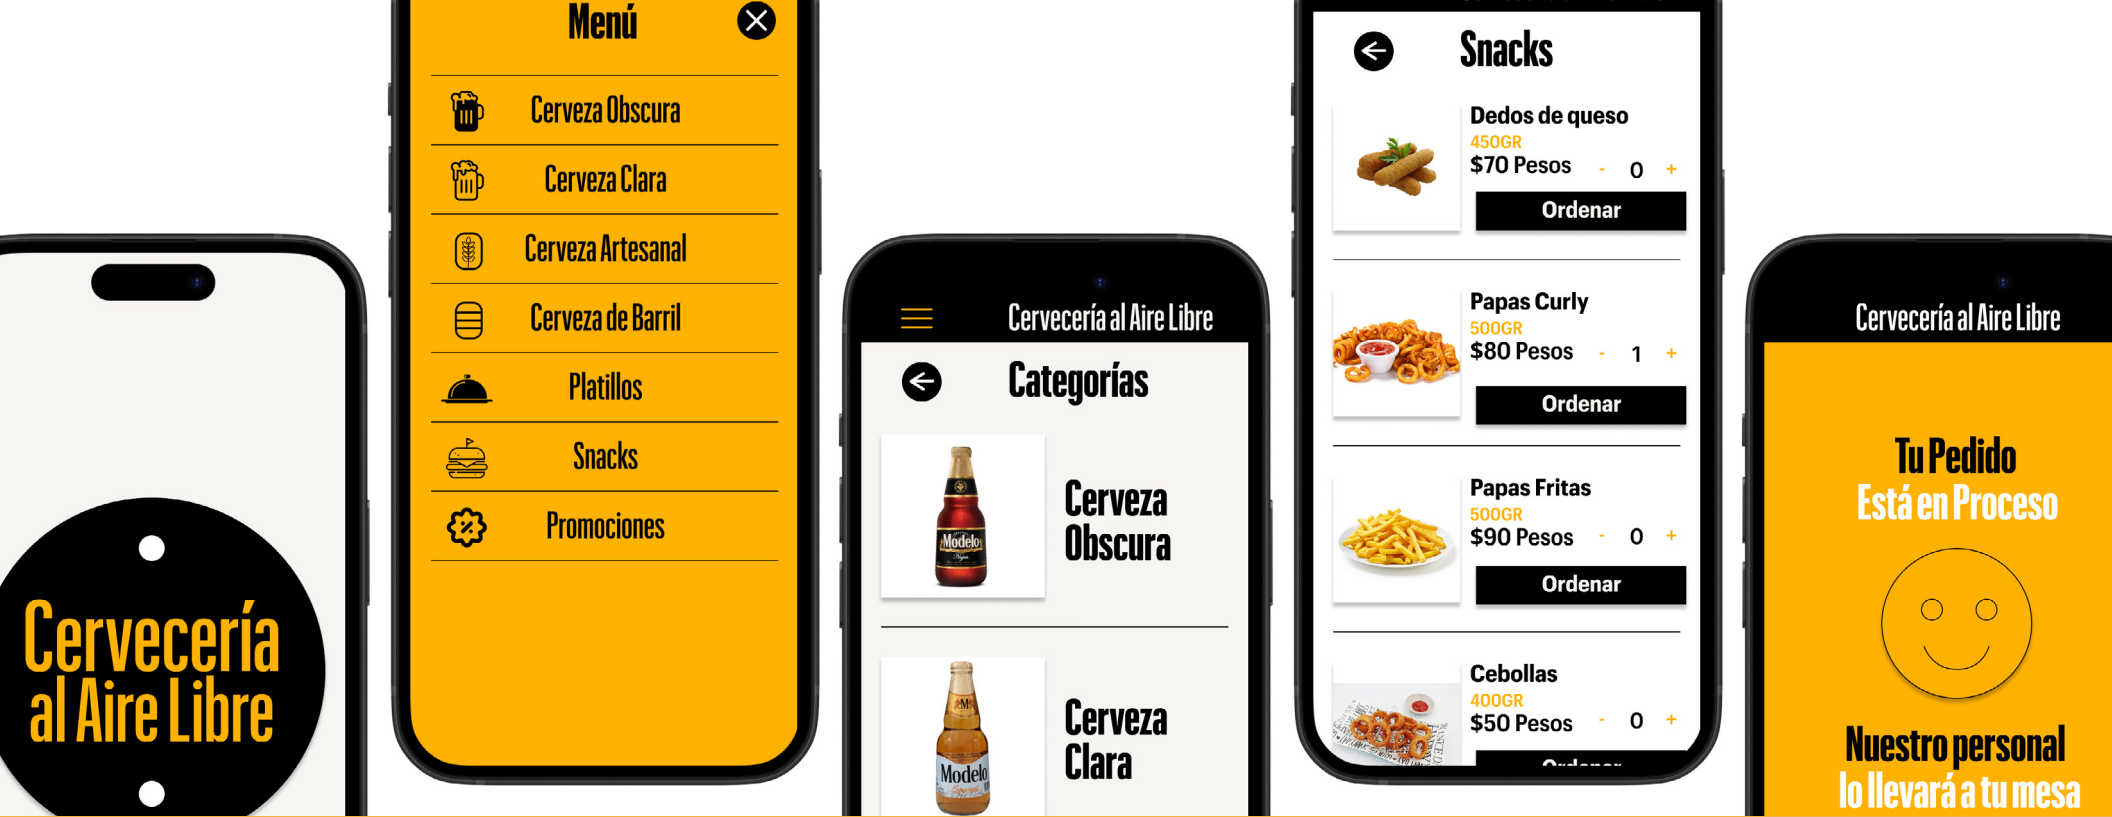 Cervecería
al Aire Libre
Menú
Cerveza Obscura
Cerveza Clara
Cerveza Artesanal
Cerveza de Barril
Platillos
Snacks
Promociones
Cervecería al Aire Libre
Categorías
Modelo
Cerveza
Obscura
Modelo
Cerveza
Clara
Snacks
Dedos de queso
450GR
$70 Pesos - 0 +
Ordenar
Papas Curly
500GR
$80 Pesos - 1 +
Ordenar
Papas Fritas
500GR
$90 Pesos - 0 +
Ordenar
Cebollas
400GR
$50 Pesos - 0 +
Ordenar
Cervecería al Aire Libre
Tu Pedido
Está en Proceso
Nuestro personal
lo llevará a tu mesa